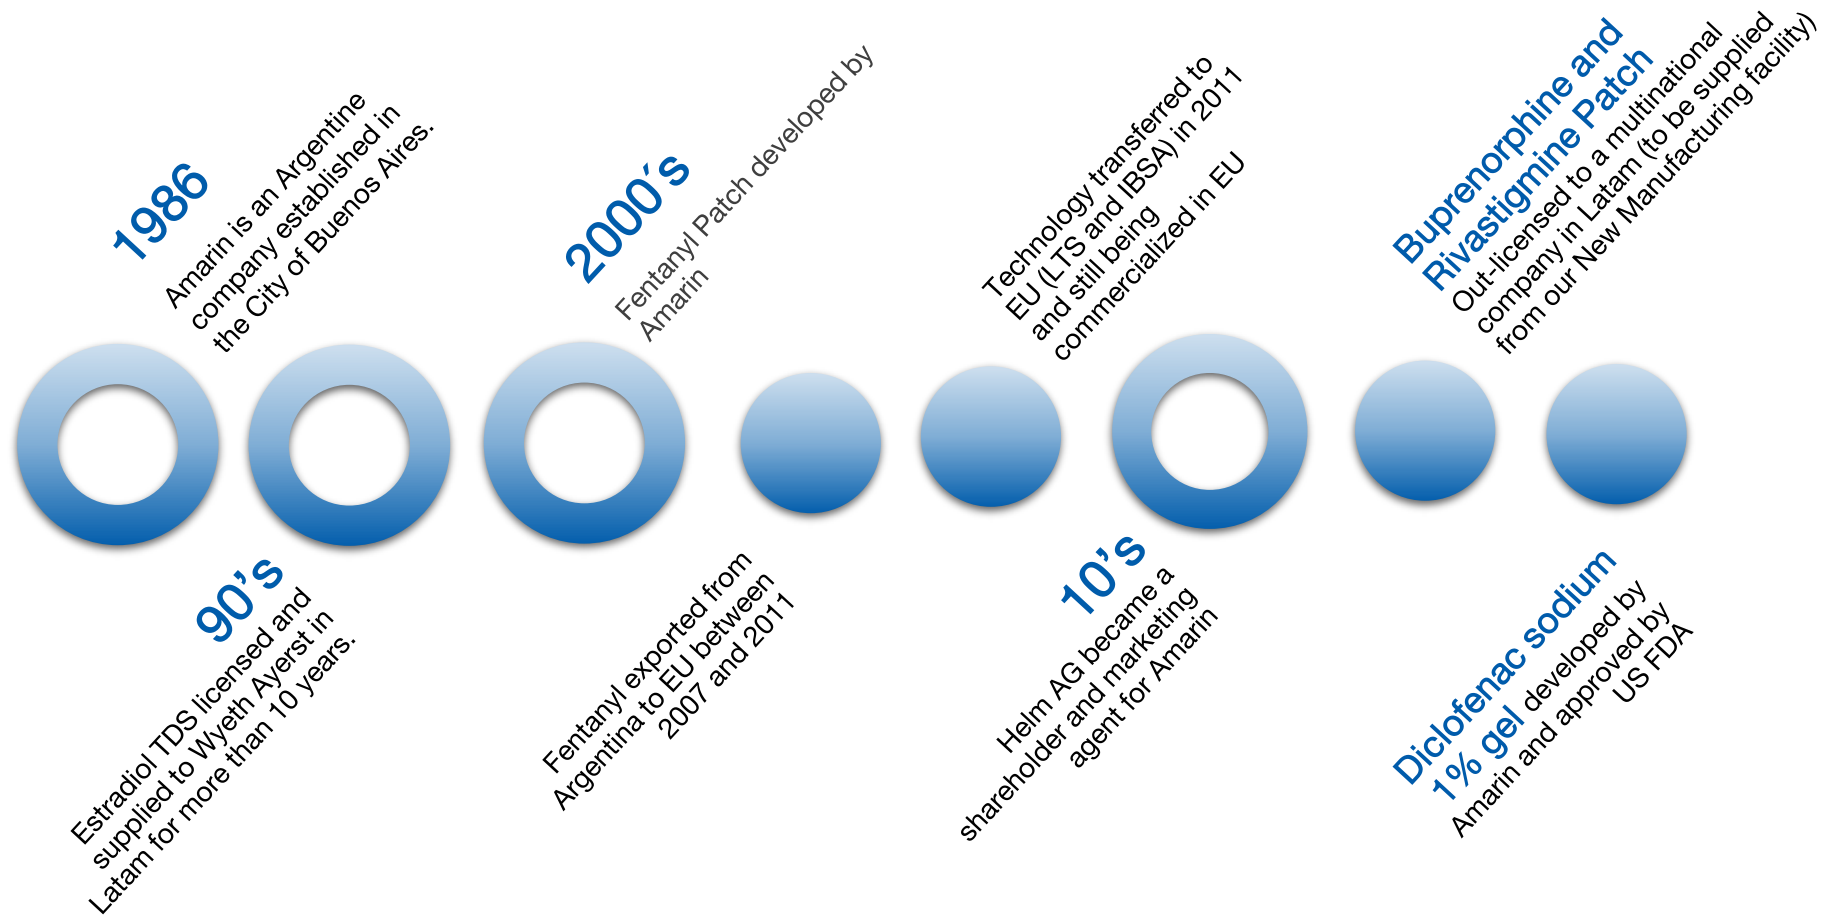 1986
Amarin is an Argentine
company established in
the City of Buenos Aires.
90’s
Estradiol TDS licensed and
supplied to Wyeth Ayerst in
Latam for more than 10 years.
2000´s
Fentanyl Patch developed by
Amarin
Fentanyl exported from
Argentina to EU between
2007 and 2011
Technology transferred to
EU (LTS and IBSA) in 2011
and still being
commercialized in EU
10’s
Helm AG became a
shareholder and marketing
agent for Amarin
Buprenorphine and
Rivastigmine Patch
Out-licensed to a multinational
company in Latam (to be supplied
from our New Manufacturing facility)
Diclofenac sodium
1% gel developed by
Amarin and approved by
US FDA